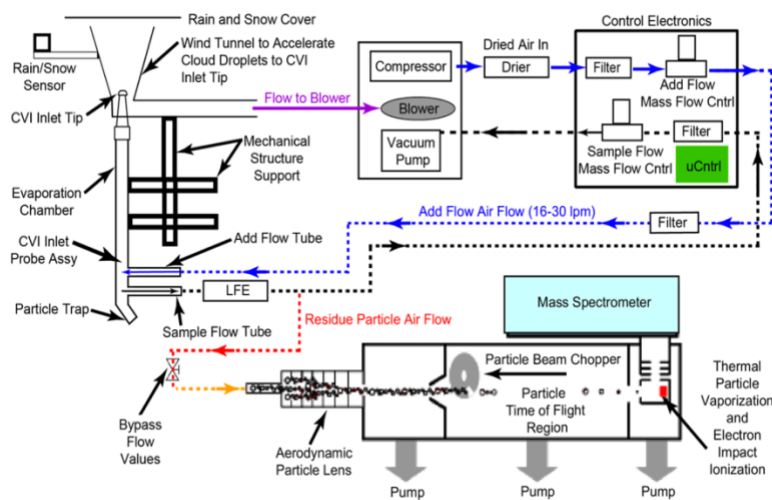 Rain and Snow Cover
Wind Tunnel to Accelerate
Cloud Droplets to CVI
Inlet Tip
Rain/Snow
Sensor
CVI Inlet Tip
Flow to Blower
Compressor
Blower
Vacuum
Pump
Dried Air In
Drier
Control Electronics
Filter
Add Flow
Mass Flow Cntrl
Filter
Sample Flow
Mass Flow Cntrl
uCntrl
Mechanical
Structure
Support
Evaporation
Chamber
Add Flow Air Flow (16-30 lpm)
Filter
CVI Inlet
Probe Assy
Add Flow Tube
LFE
Particle Trap
Sample Flow Tube
Residue Particle Air Flow
Mass Spectrometer
Particle Beam Chopper
Particle
Time of Flight
Region
Thermal
Particle
Vaporization
and
Electron
Impact
Ionization
Bypass
Flow
Values
Aerodynamic
Particle Lens
Pump
Pump
Pump